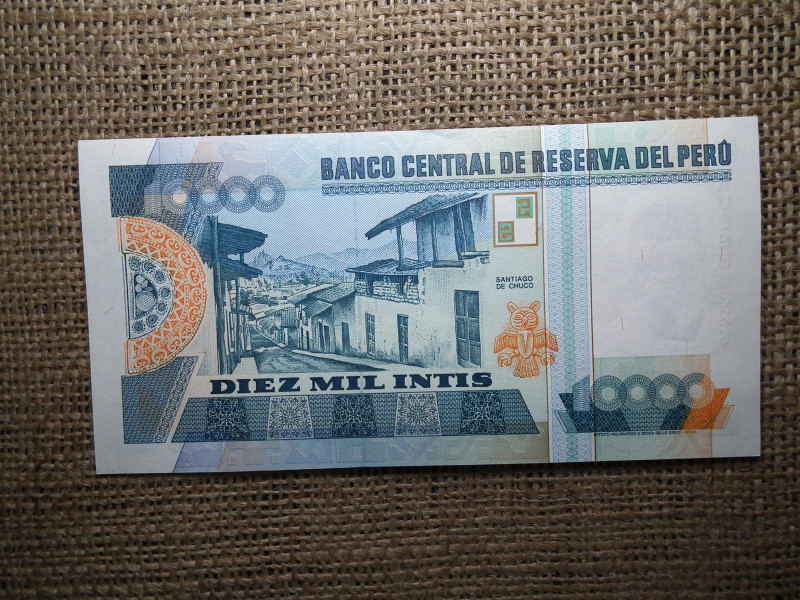 BANCO CENTRAL DE RESERVA DEL PERÚ
10000
SANTIAGO
DE CHUCO
DIEZ MIL INTIS
10000